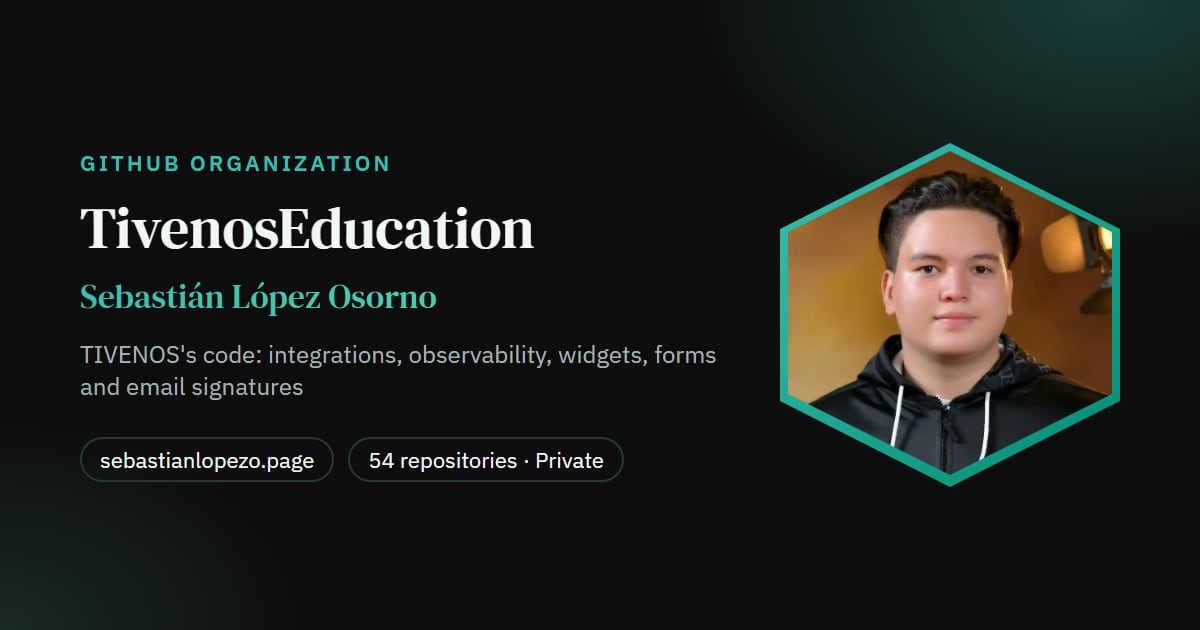 GITHUB ORGANIZATION
TivenosEducation
Sebastián López Osorno
TIVENOS's code: integrations, observability, widgets, forms
and email signatures
sebastianlopezo.page
54 repositories · Private